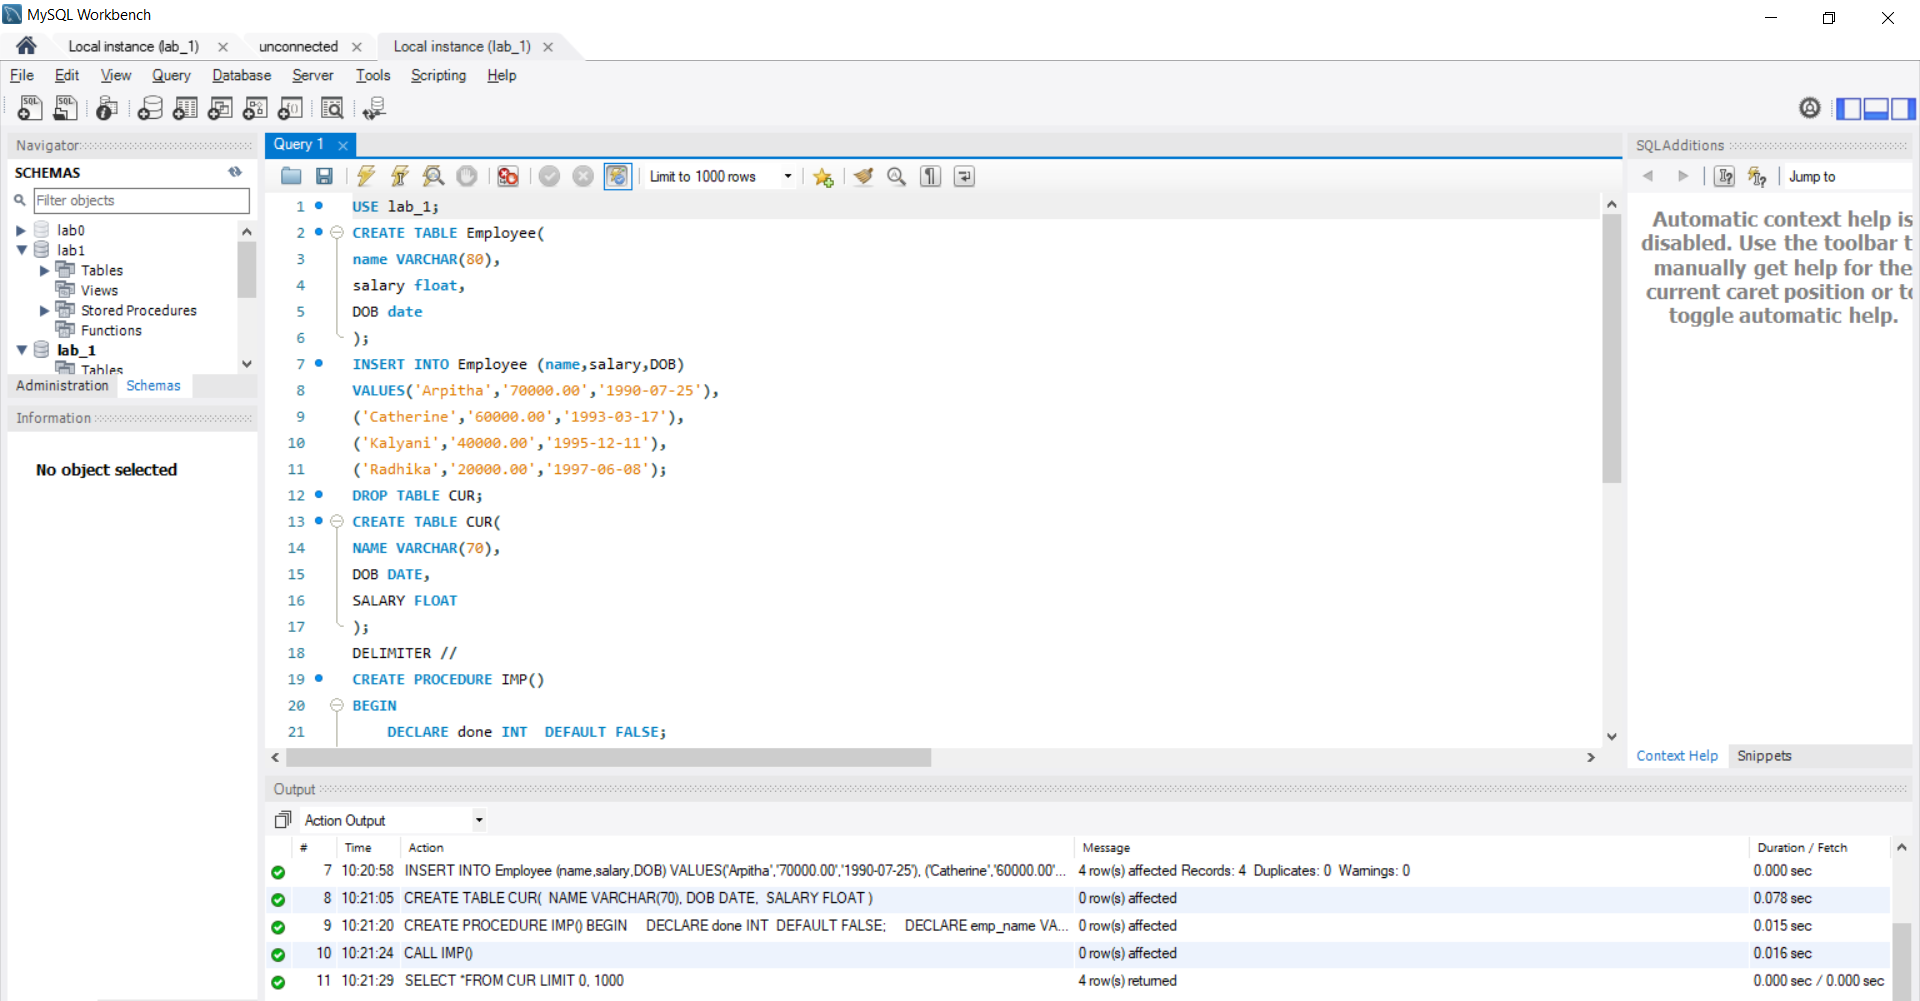 MySQL Workbench
Local instance (lab_1)
unconnected
Local instance (lab_1)
File Edit View Query Database Server Tools Scripting Help
Navigator
SCHEMAS
Filter objects
lab0
lab1
Tables
Views
Stored Procedures
Functions
lab_1
Tables
Administration Schemas
Information
No object selected
Query 1
Limit to 1000 rows
1 USE lab_1;
2 CREATE TABLE Employee(
3 name VARCHAR(80),
4 salary float,
5 DOB date
6 );
7 INSERT INTO Employee (name,salary,DOB)
8 VALUES('Arpitha','70000.00','1990-07-25'),
9 ('Catherine','60000.00','1993-03-17'),
10 ('Kalyani','40000.00','1995-12-11'),
11 ('Radhika','20000.00','1997-06-08');
12 DROP TABLE CUR;
13 CREATE TABLE CUR(
14 NAME VARCHAR(70),
15 DOB DATE,
16 SALARY FLOAT
17 );
18 DELIMITER //
19 CREATE PROCEDURE IMP()
20 BEGIN
21 DECLARE done INT DEFAULT FALSE;
SQLAdditions
Jump to
Automatic context help is
disabled. Use the toolbar t
manually get help for the
current caret position or to
toggle automatic help.
Context Help Snippets
Output
Action Output
# Time Action Message Duration / Fetch
7 10:20:58 INSERT INTO Employee (name,salary,DOB) VALUES('Arpitha','70000.00','1990-07-25'), ('Catherine','60000.00'... 4 row(s) affected Records: 4 Duplicates: 0 Warnings: 0 0.000 sec
8 10:21:05 CREATE TABLE CUR( NAME VARCHAR(70), DOB DATE, SALARY FLOAT ) 0 row(s) affected 0.078 sec
9 10:21:20 CREATE PROCEDURE IMP() BEGIN DECLARE done INT DEFAULT FALSE; DECLARE emp_name VA... 0 row(s) affected 0.015 sec
10 10:21:24 CALL IMP() 0 row(s) affected 0.016 sec
11 10:21:29 SELECT *FROM CUR LIMIT 0, 1000 4 row(s) returned 0.000 sec / 0.000 sec